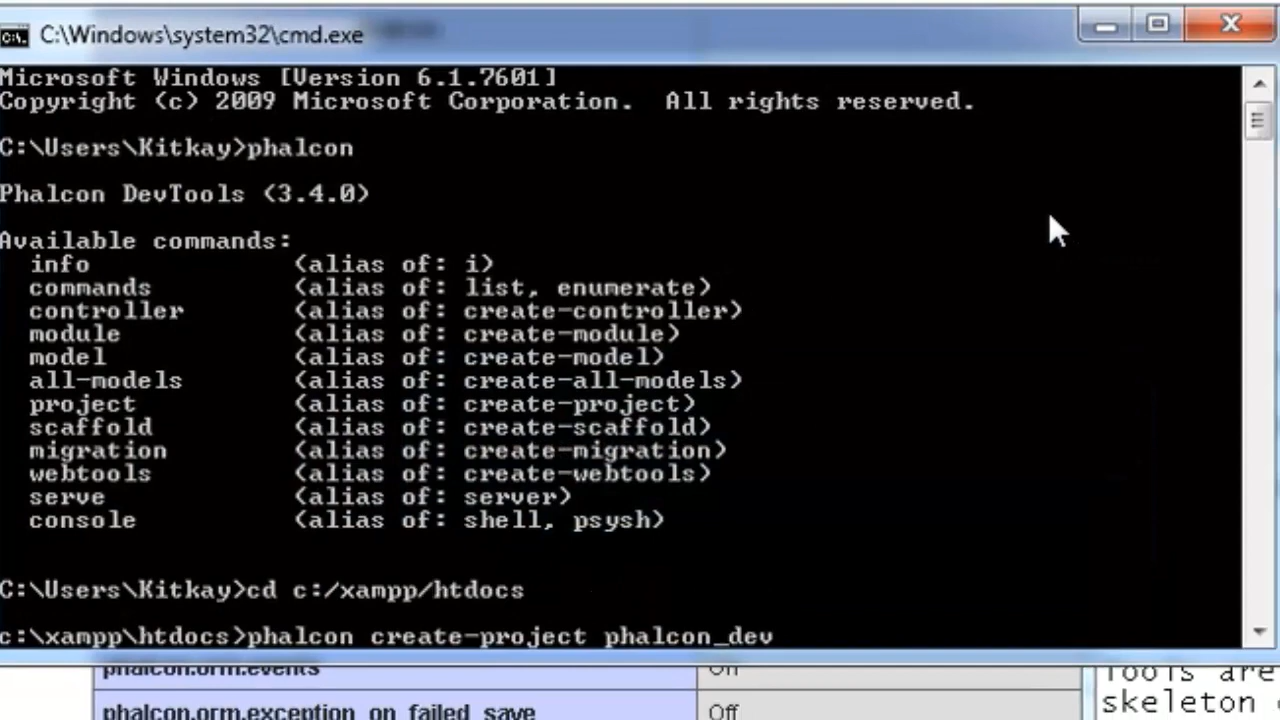 C:\Windows\system32\cmd.exe
Microsoft Windows [Version 6.1.7601]
Copyright (c) 2009 Microsoft Corporation.  All rights reserved.
C:\Users\Kitkay>phalcon
Phalcon DevTools (3.4.0)
Available commands:
info (alias of: i)
commands (alias of: list, enumerate)
controller (alias of: create-controller)
module (alias of: create-module)
model (alias of: create-model)
all-models (alias of: create-all-models)
project (alias of: create-project)
scaffold (alias of: create-scaffold)
migration (alias of: create-migration)
webtools (alias of: create-webtools)
serve (alias of: server)
console (alias of: shell, psysh)
C:\Users\Kitkay>cd c:/xampp/htdocs
c:\xampp\htdocs>phalcon create-project phalcon_dev
phalcon.orm.events On
Tools are
phalcon.orm.exception_on_failed_save Off
skeleton